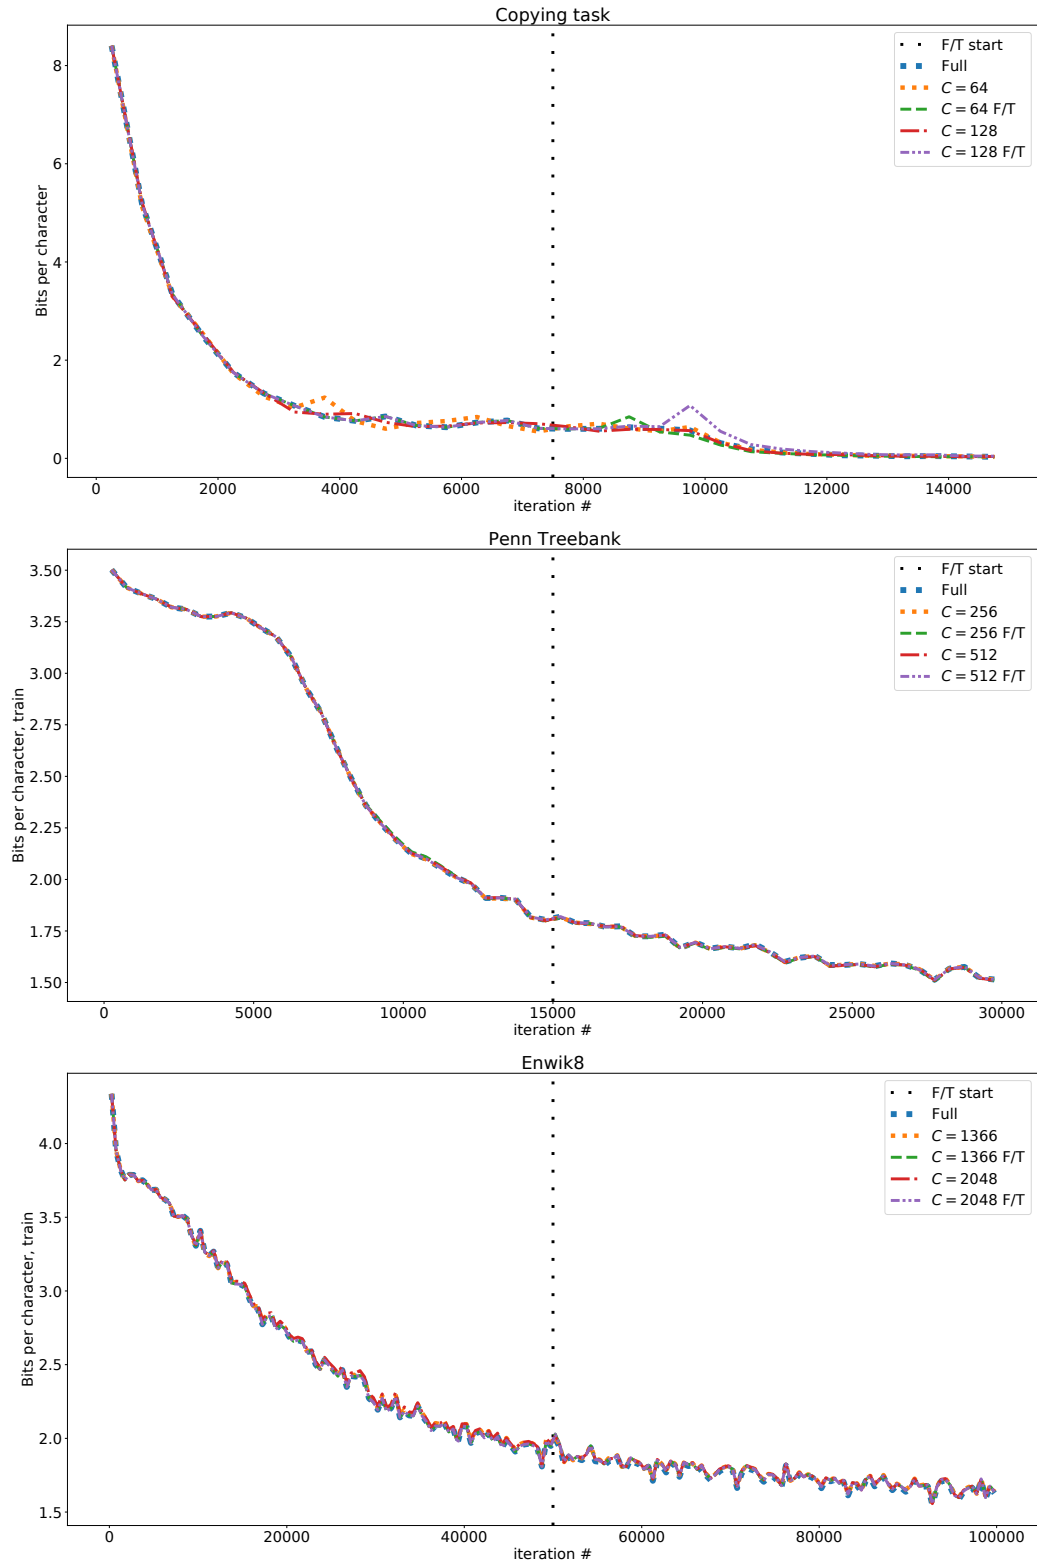 Copying task
Bits per character
8
6
4
2
0
F/T start
Full
C = 64
C = 64 F/T
C = 128
C = 128 F/T
0 2000 4000 6000 8000 10000 12000 14000
iteration #
Penn Treebank
Bits per character, train
3.50
3.25
3.00
2.75
2.50
2.25
2.00
1.75
1.50
F/T start
Full
C = 256
C = 256 F/T
C = 512
C = 512 F/T
0 5000 10000 15000 20000 25000 30000
iteration #
Enwik8
Bits per character, train
4.0
3.5
3.0
2.5
2.0
1.5
F/T start
Full
C = 1366
C = 1366 F/T
C = 2048
C = 2048 F/T
0 20000 40000 60000 80000 100000
iteration #